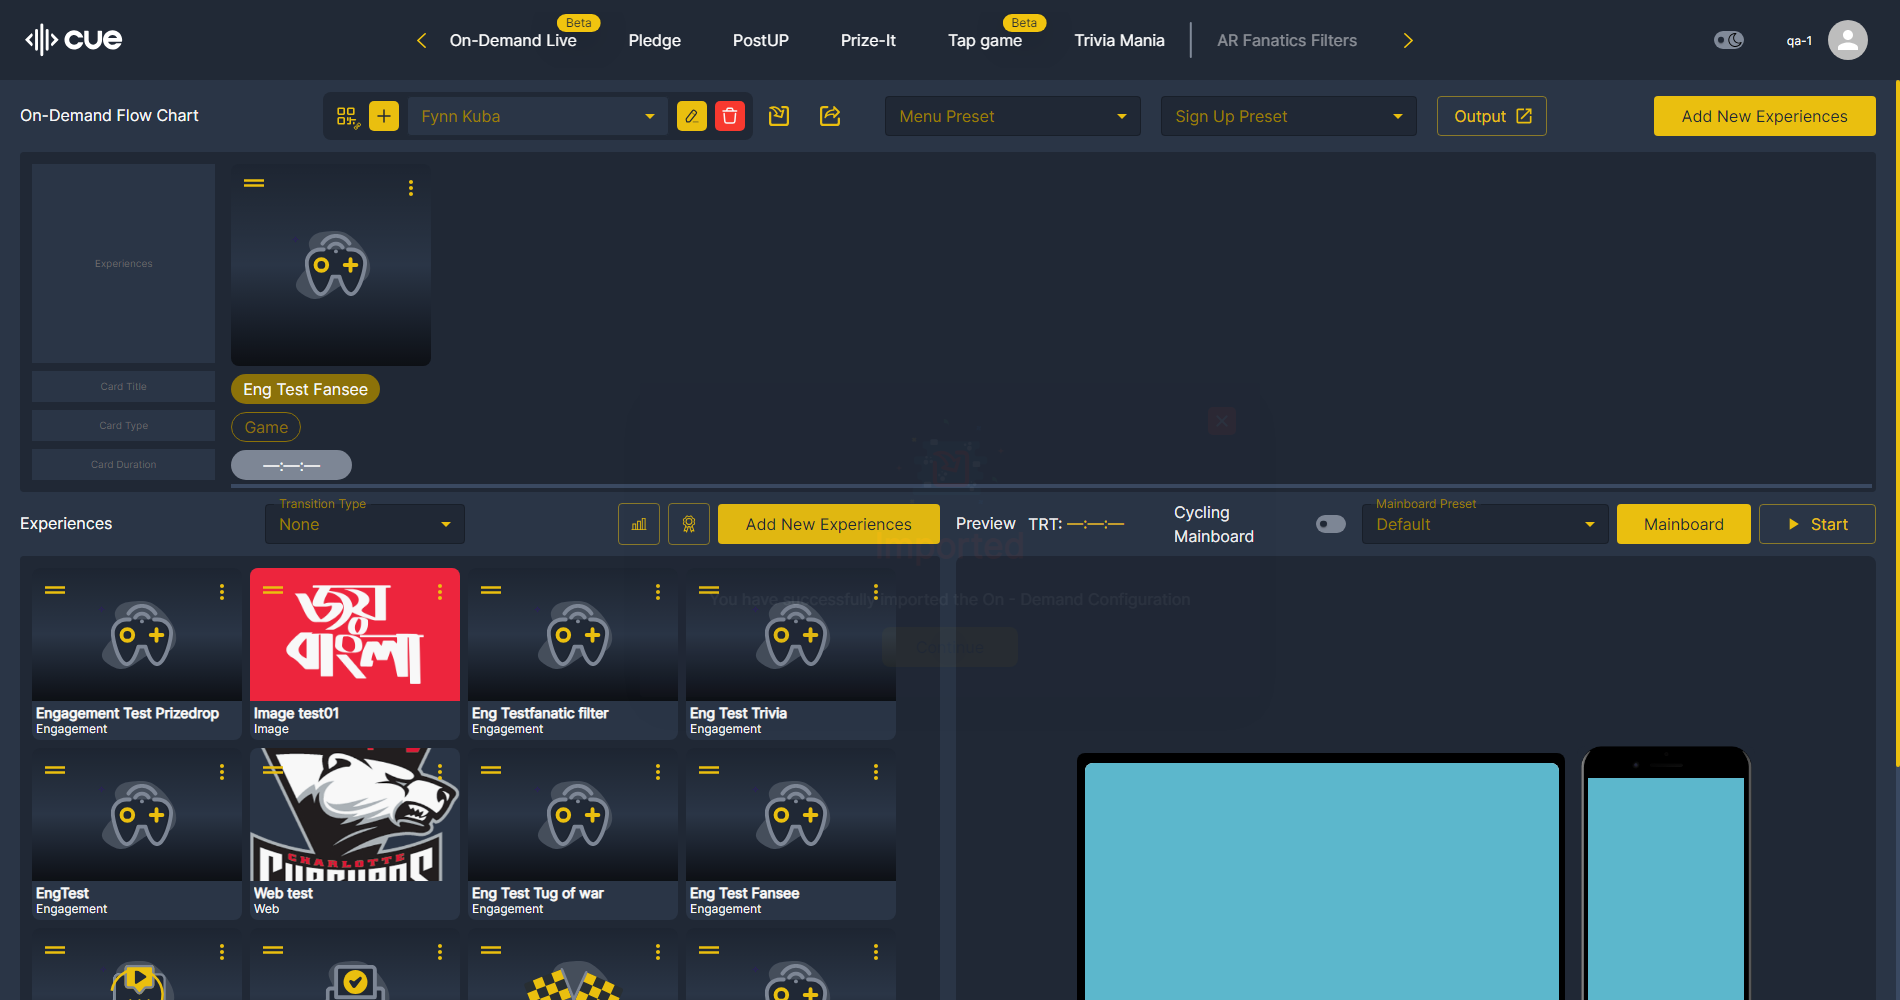 cue
Beta
Beta
On-Demand Live
Pledge
PostUP
Prize-It
Tap game
Trivia Mania
AR Fanatics Filters
qa-1
On-Demand Flow Chart
Fynn Kuba
Menu Preset
Sign Up Preset
Output
Add New Experiences
Experiences
Card Title
Eng Test Fansee
Card Type
Game
Card Duration
—:—:—
Experiences
Transition Type
None
Add New Experiences
Preview
TRT: —:—:—
Cycling
Mainboard
Mainboard Preset
Default
Mainboard
Start
Imported
You have successfully imported the On - Demand Configuration
Continue
জয়
বাংলা
Engagement Test Prizedrop
Engagement
Image test01
Image
Eng Testfanatic filter
Engagement
Eng Test Trivia
Engagement
CHARLOTTE
EngTest
Engagement
Web test
Web
Eng Test Tug of war
Engagement
Eng Test Fansee
Engagement